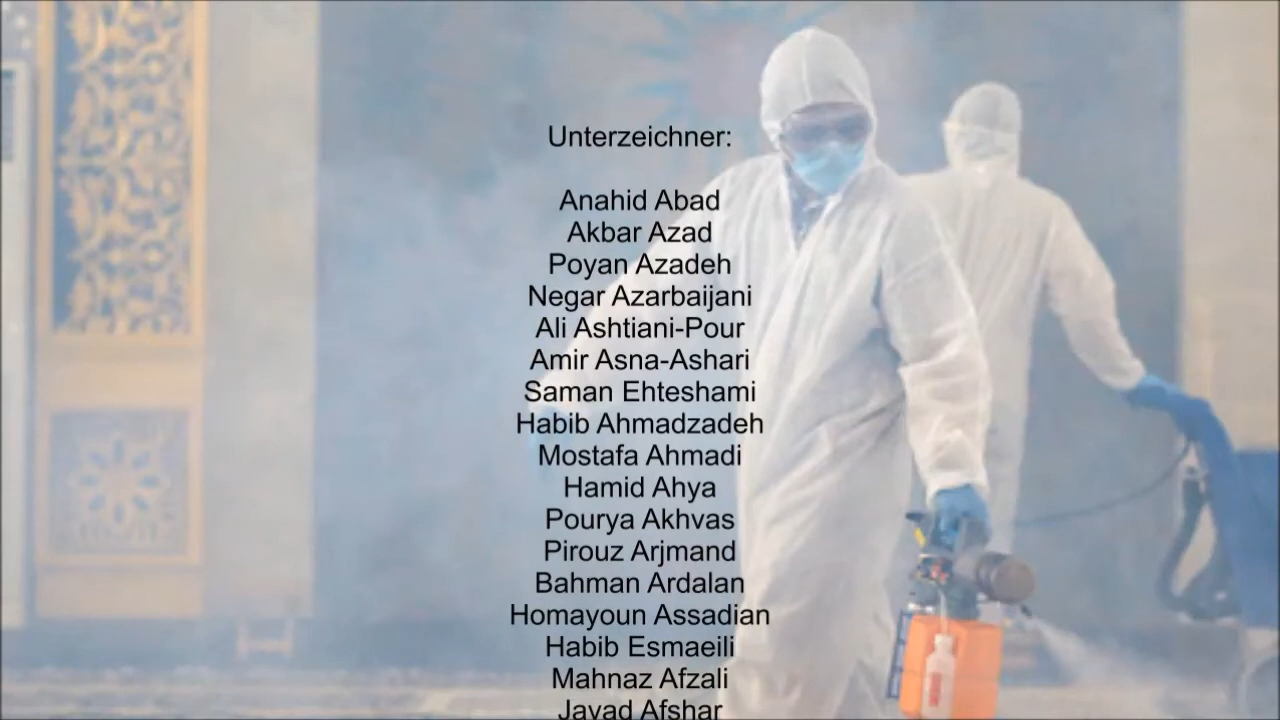 Unterzeichner:
Anahid Abad
Akbar Azad
Poyan Azadeh
Negar Azarbaijani
Ali Ashtiani-Pour
Amir Asna-Ashari
Saman Ehteshami
Habib Ahmadzadeh
Mostafa Ahmadi
Hamid Ahya
Pourya Akhvas
Pirouz Arjmand
Bahman Ardalan
Homayoun Assadian
Habib Esmaeili
Mahnaz Afzali
Javad Afshar